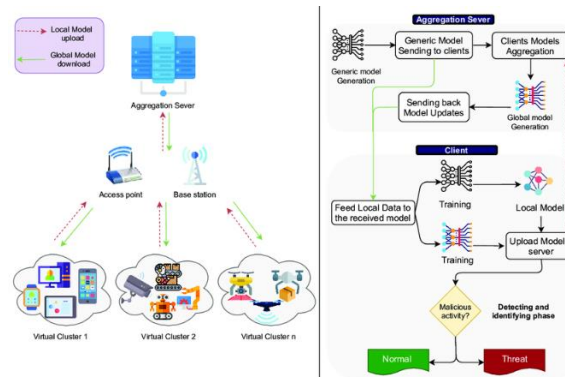 Local Model
upload
Global Model
download
Aggregation Sever
Access point
Base station
Virtual Cluster 1
Virtual Cluster 2
Virtual Cluster n
Aggregation Sever
Generic model
Generation
Generic Model
Sending to clients
Clients Models
Aggregation
Sending back
Model Updates
Global model
Generation
Client
Feed Local Data to
the received model
Training
Local Model
Training
Upload Model
server
Malicious
activity?
Detecting and
identifying phase
Normal
Threat